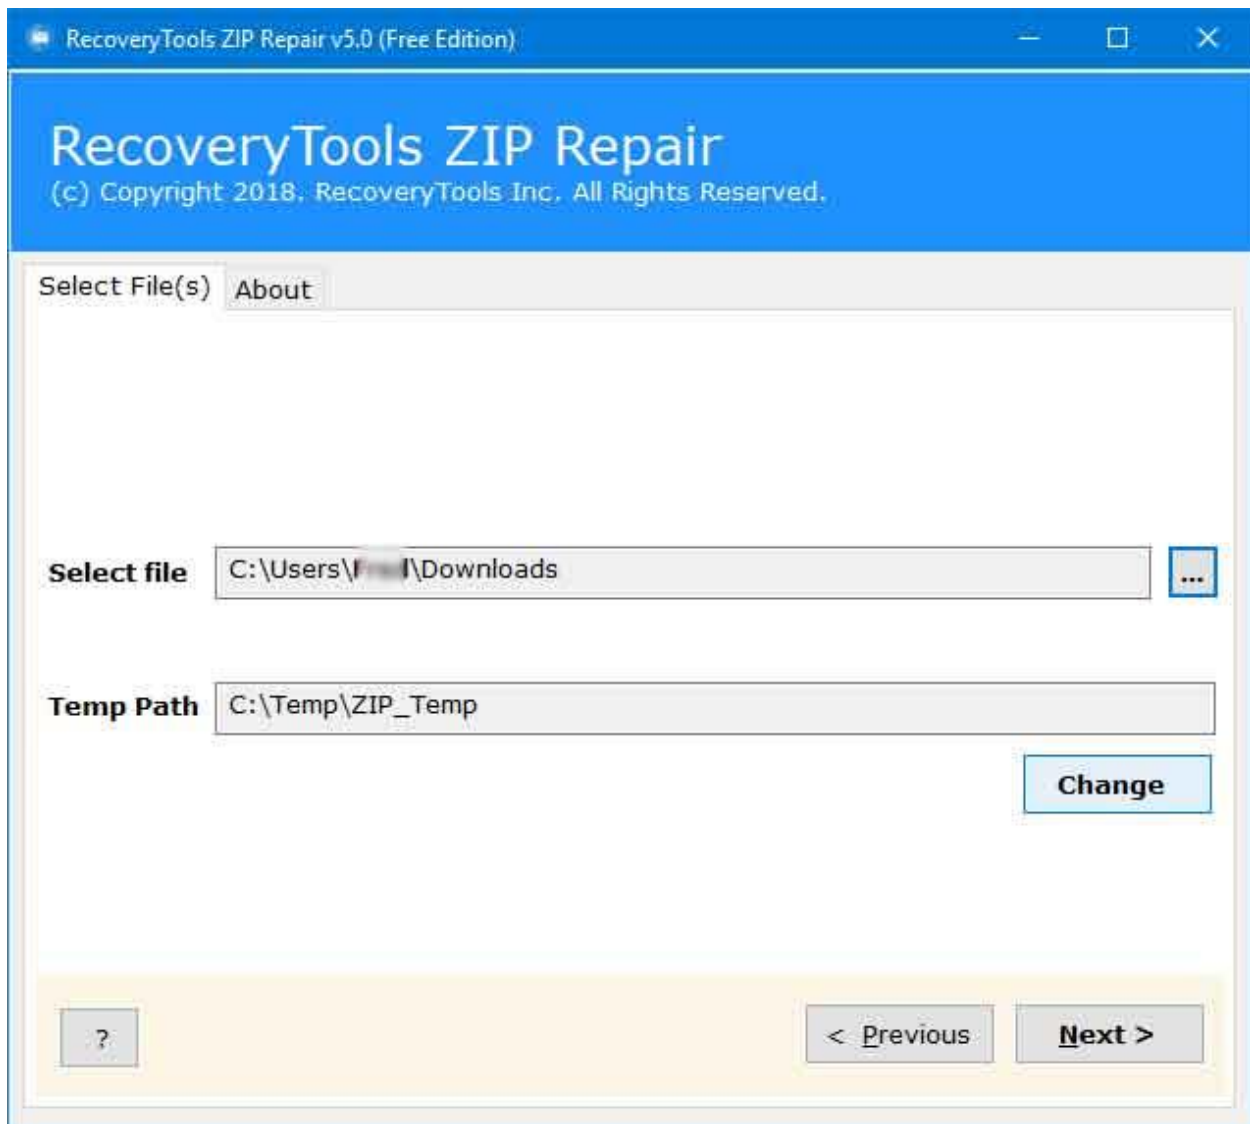 RecoveryTools ZIP Repair v5.0 (Free Edition)
RecoveryTools ZIP Repair
(c) Copyright 2018. RecoveryTools Inc. All Rights Reserved.
Select File(s) About
Select file C:\Users\ \Downloads ...
Temp Path C:\Temp\ZIP_Temp
Change
? < Previous Next >